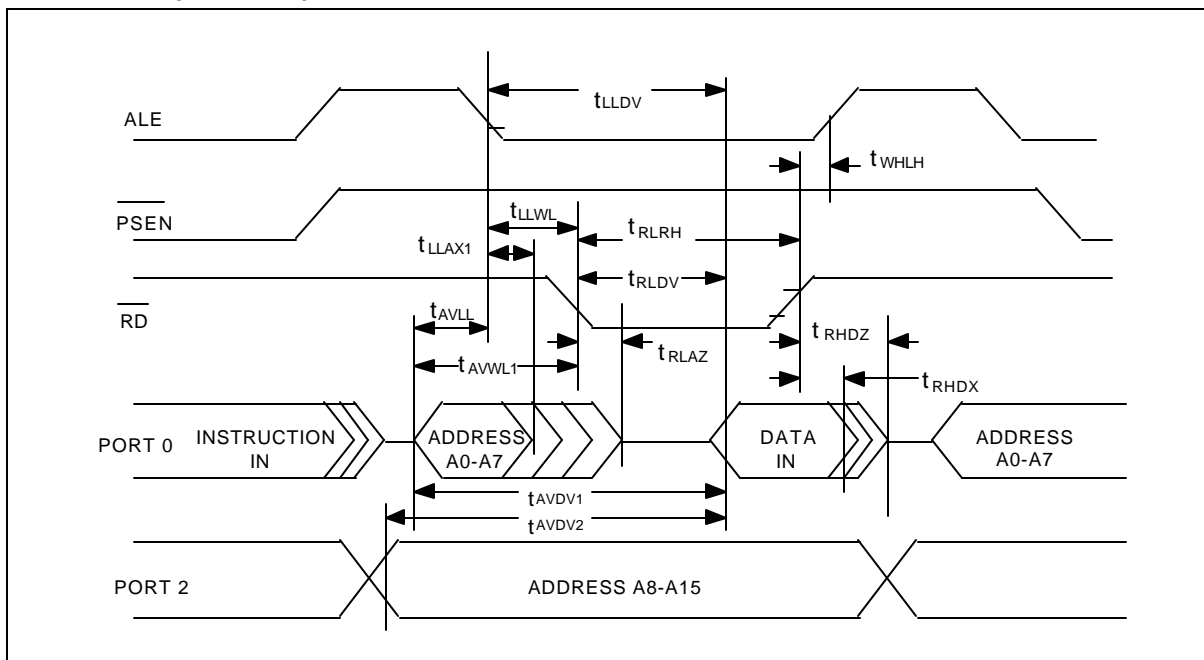 tLLDV
ALE
tWHLH
PSEN
tLLWL
tRLRH
tLLAX1
tRLDV
RD
tAVLL
tRHDZ
tRLAZ
tAVWL1
tRHDX
PORT 0
INSTRUCTION
IN
ADDRESS
A0-A7
DATA
IN
ADDRESS
A0-A7
tAVDV1
tAVDV2
PORT 2
ADDRESS A8-A15